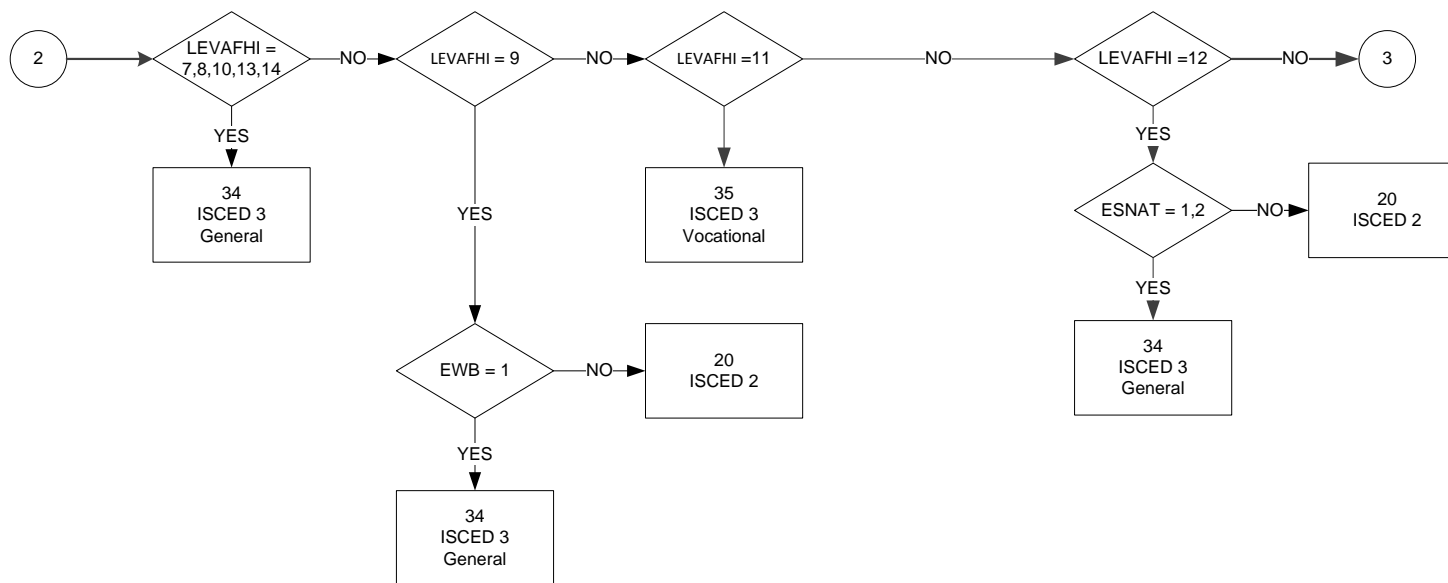 2
LEVAFHI =
7,8,10,13,14
NO
LEVAFHI = 9
NO
LEVAFHI =11
NO
LEVAFHI =12
NO
3
YES
34
ISCED 3
General
YES
35
ISCED 3
Vocational
YES
ESNAT = 1,2
NO
20
ISCED 2
YES
34
ISCED 3
General
EWB = 1
NO
20
ISCED 2
YES
34
ISCED 3
General